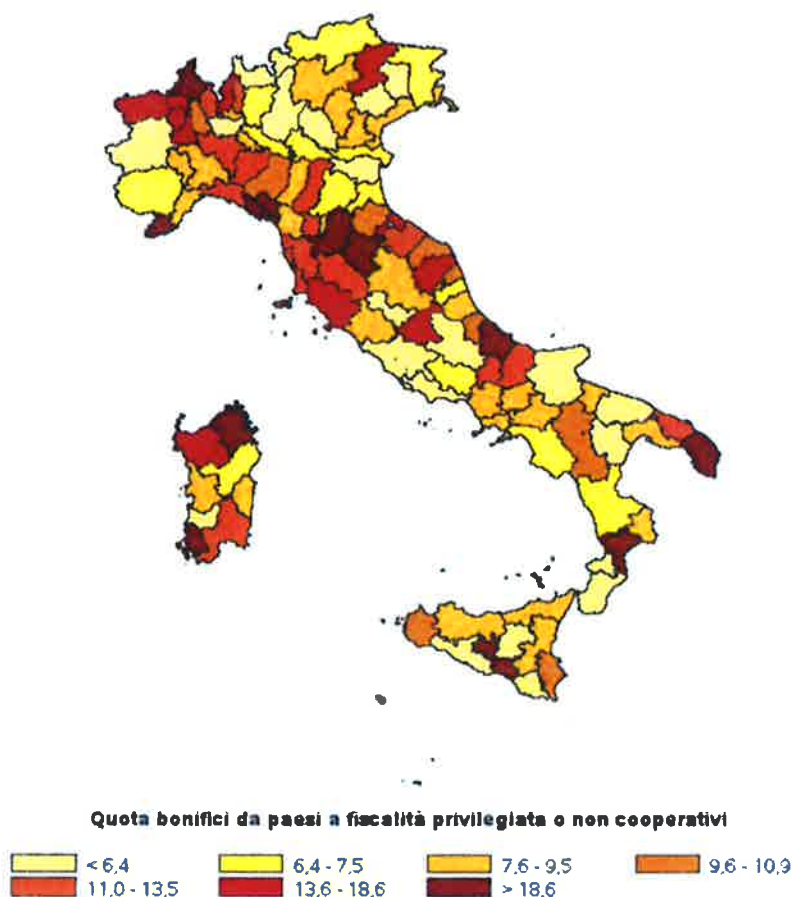 Quota bonifici da paesi a fiscalità privilegiata o non cooperativi
< 6,4 6,4 - 7,5 7,6 - 9,5 9,6 - 10,9
11,0 - 13,5 13,6 - 18,6 > 18,6